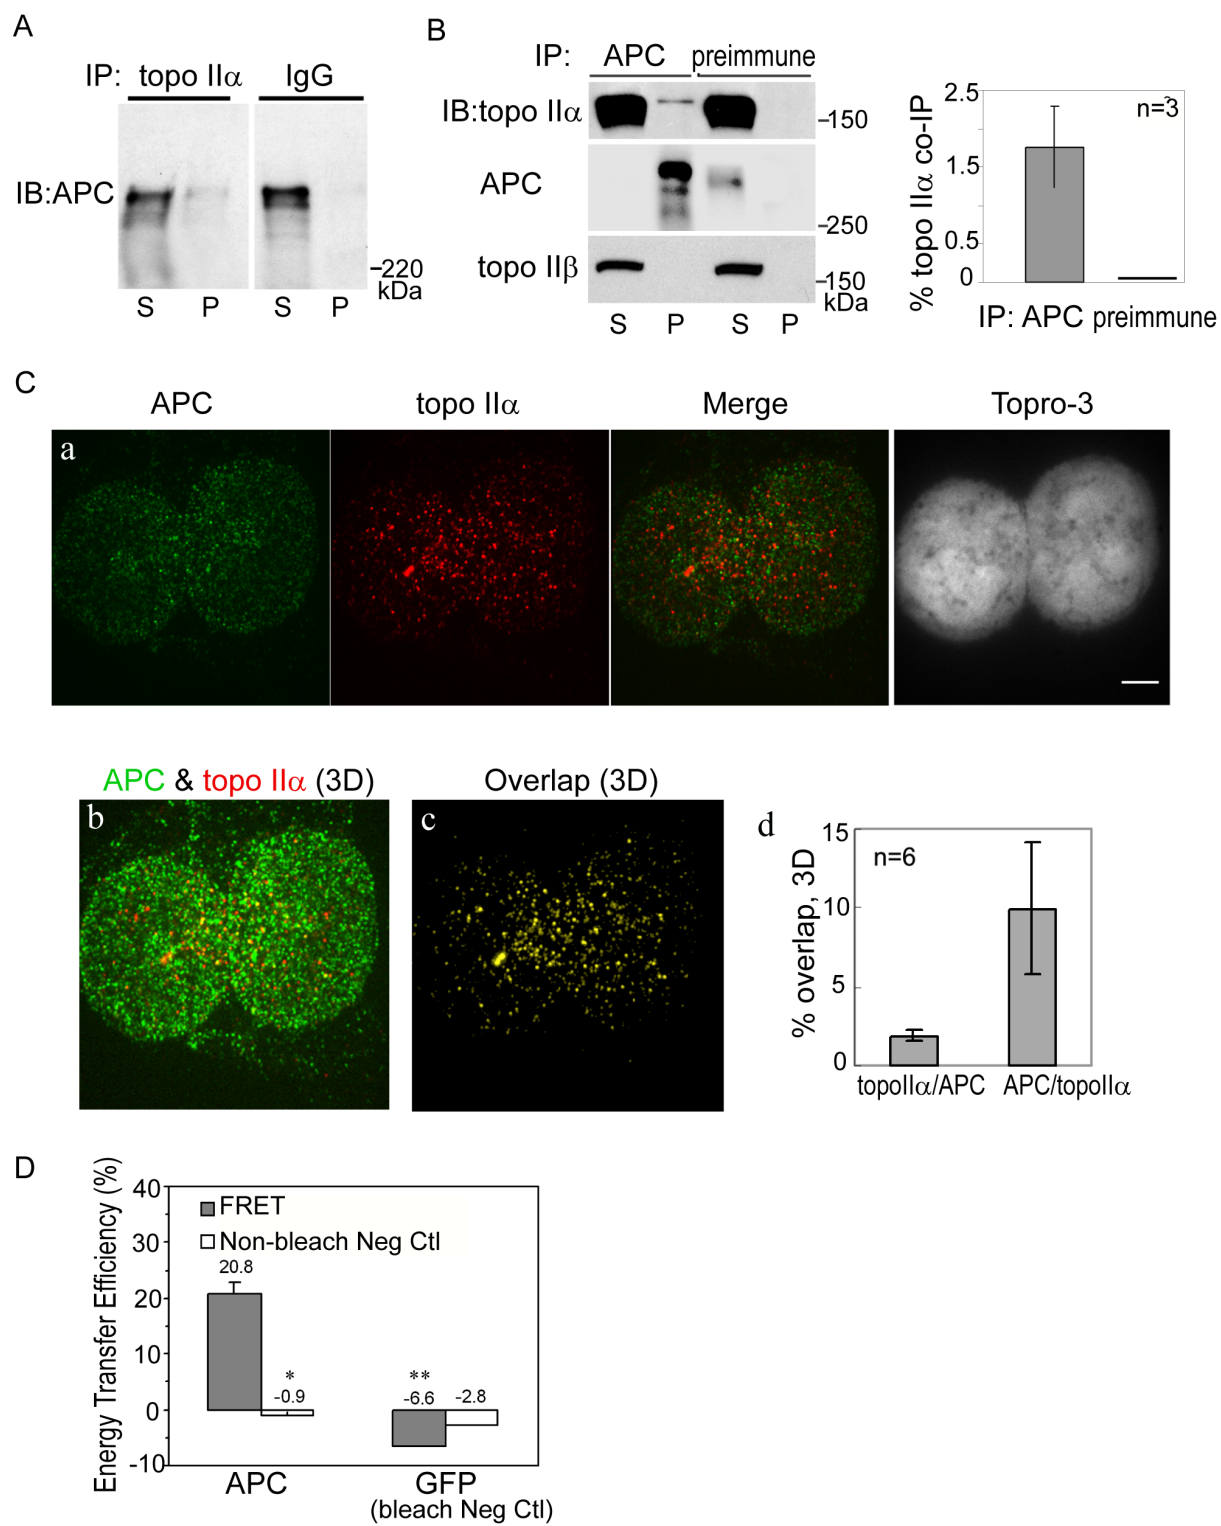 A
IP: topo IIα IgG
IB:APC
-220
kDa
S P S P
B
IP: APC preimmune
IB:topo IIα
-150
APC
-250
topo IIβ
-150
kDa
S P S P
% topo IIα co-IP
2.5
1.5
0.5
0
n=3
IP: APC preimmune
C
APC topo IIα Merge Topro-3
a
APC & topo IIα (3D)
b
Overlap (3D)
c
d
% overlap, 3D
15
10
5
0
n=6
topoIIα/APC APC/topoIIα
D
Energy Transfer Efficiency (%)
40
30
20
10
0
-10
FRET
Non-bleach Neg Ctl
20.8
*
-0.9
**
-6.6
-2.8
APC GFP
(bleach Neg Ctl)